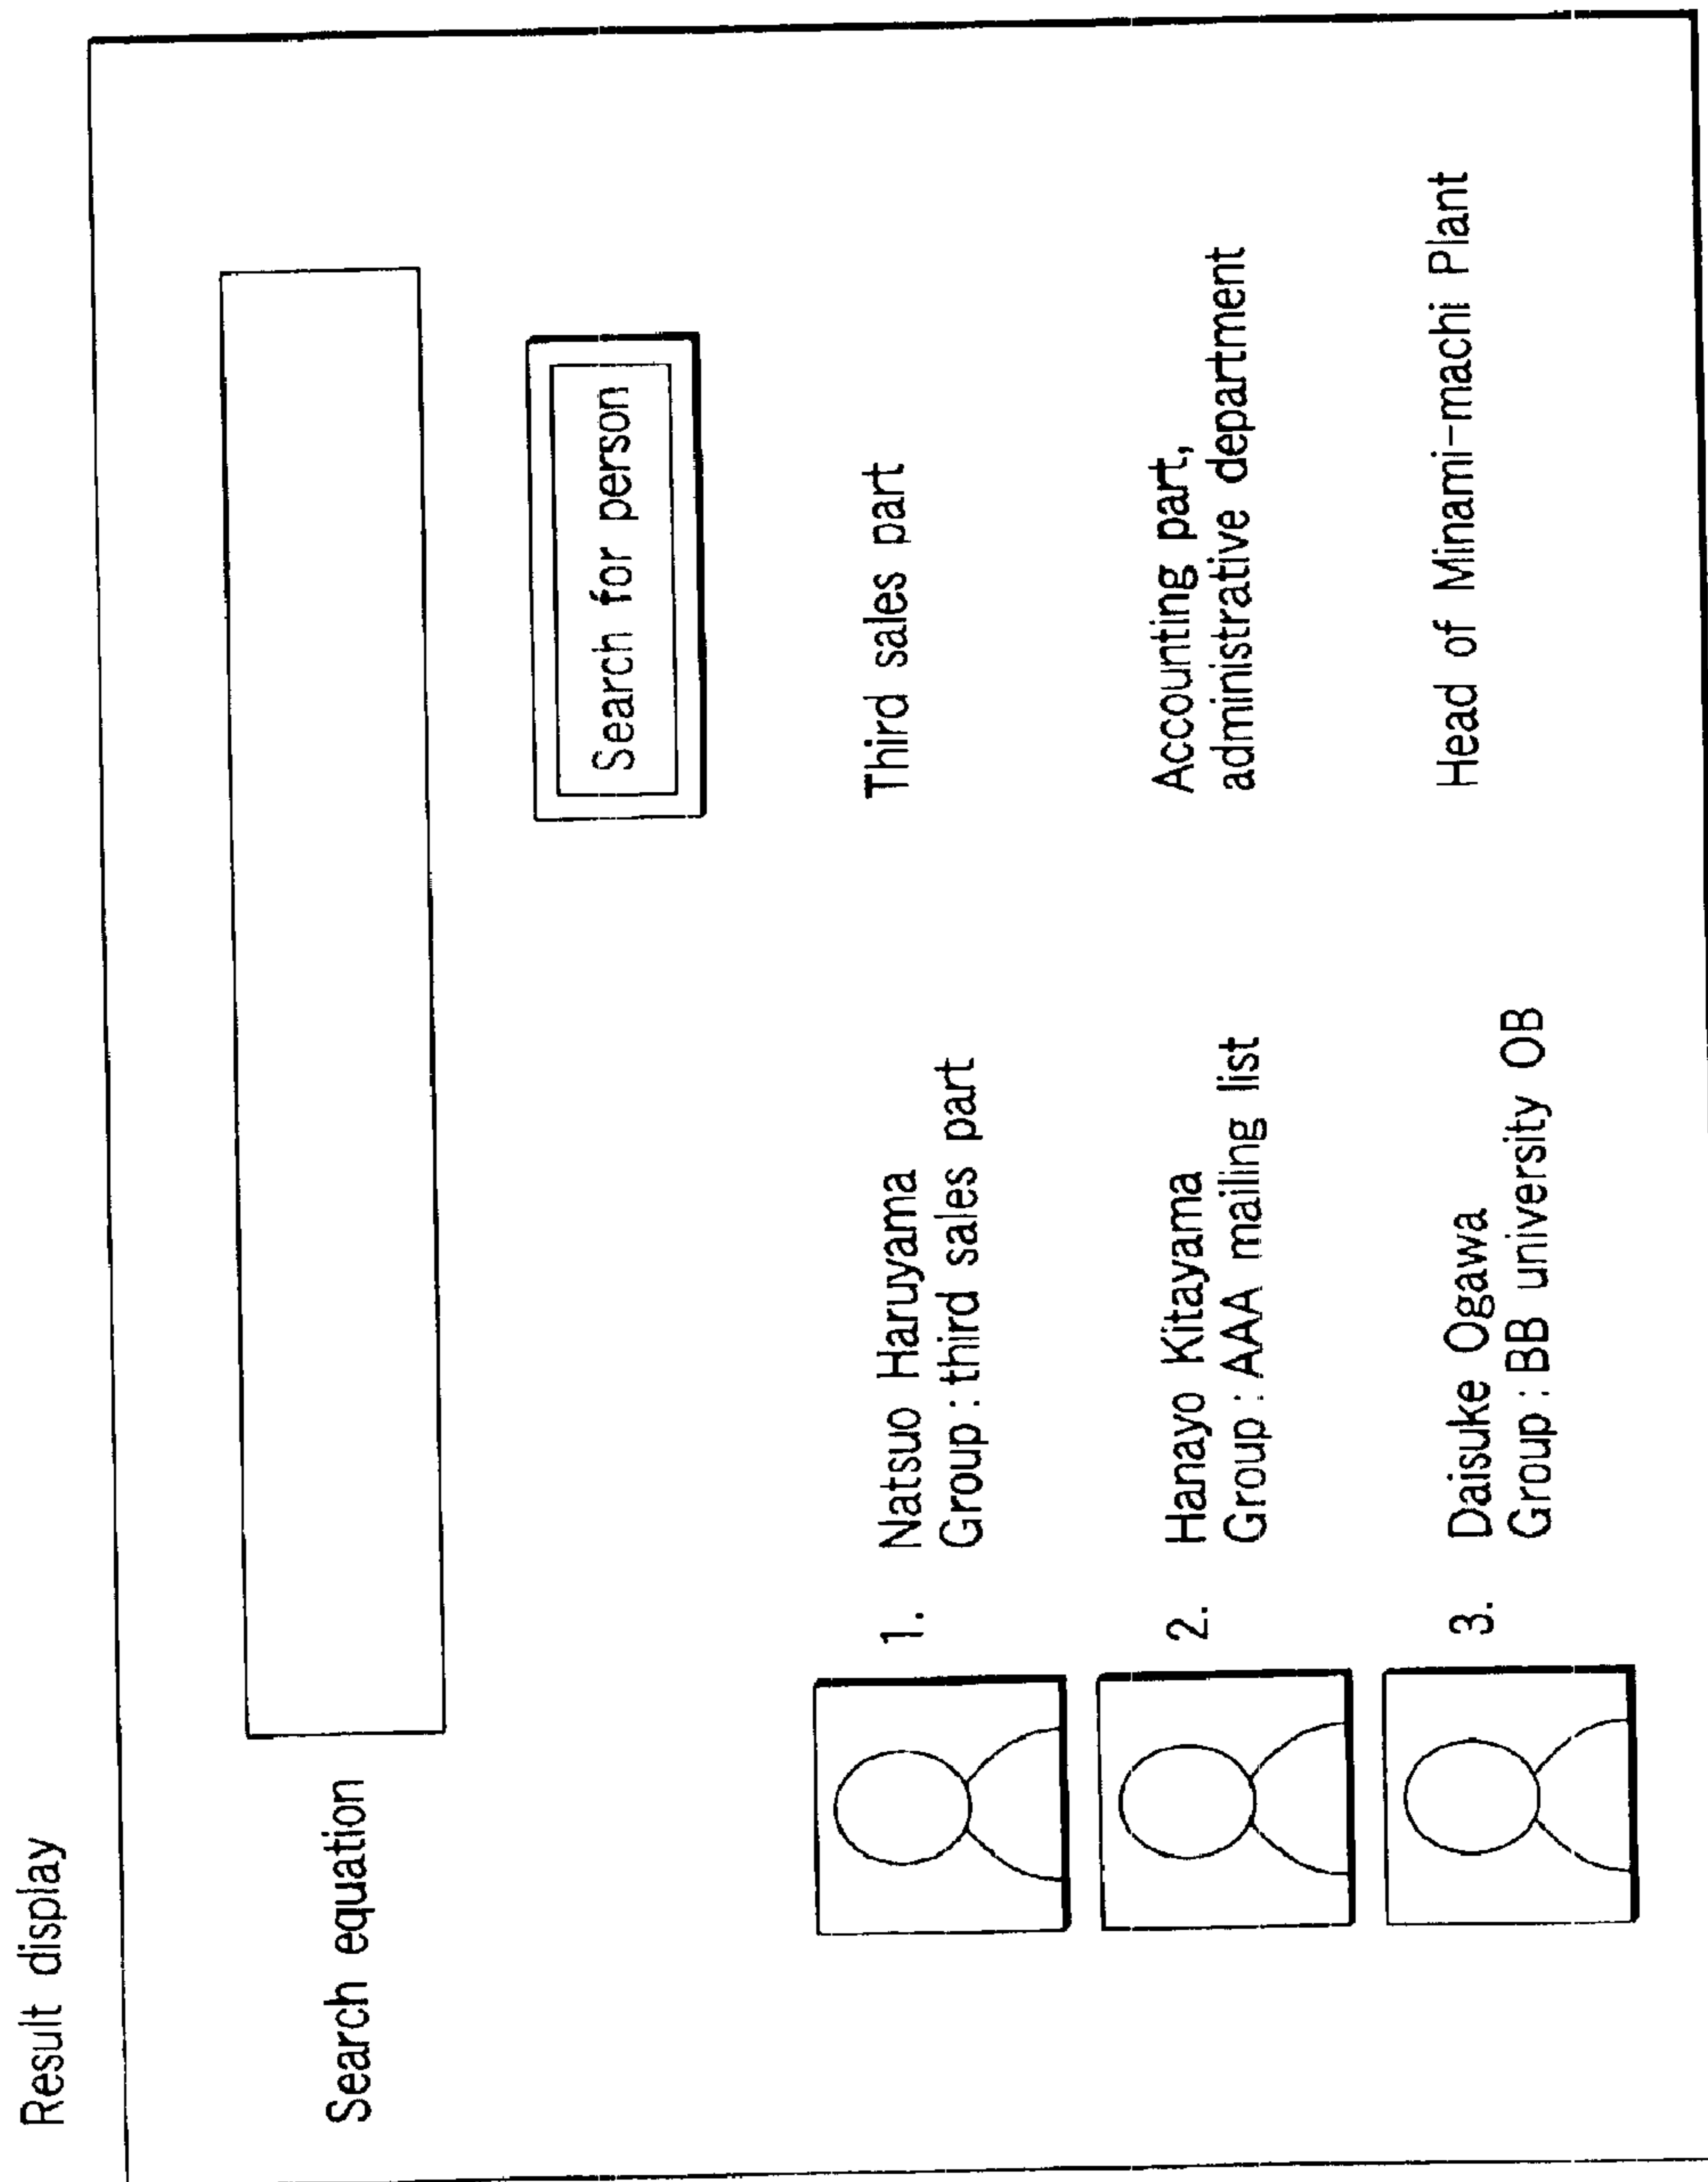 Result display
Search equation
Search for person
1. Natsuo Haruyama Third sales part
Group : third sales part
2. Hanayo Kitayama Accounting part,
Group : AAA mailing list administrative department
3. Daisuke Ogawa Head of Minami-machi Plant
Group : BB university OB